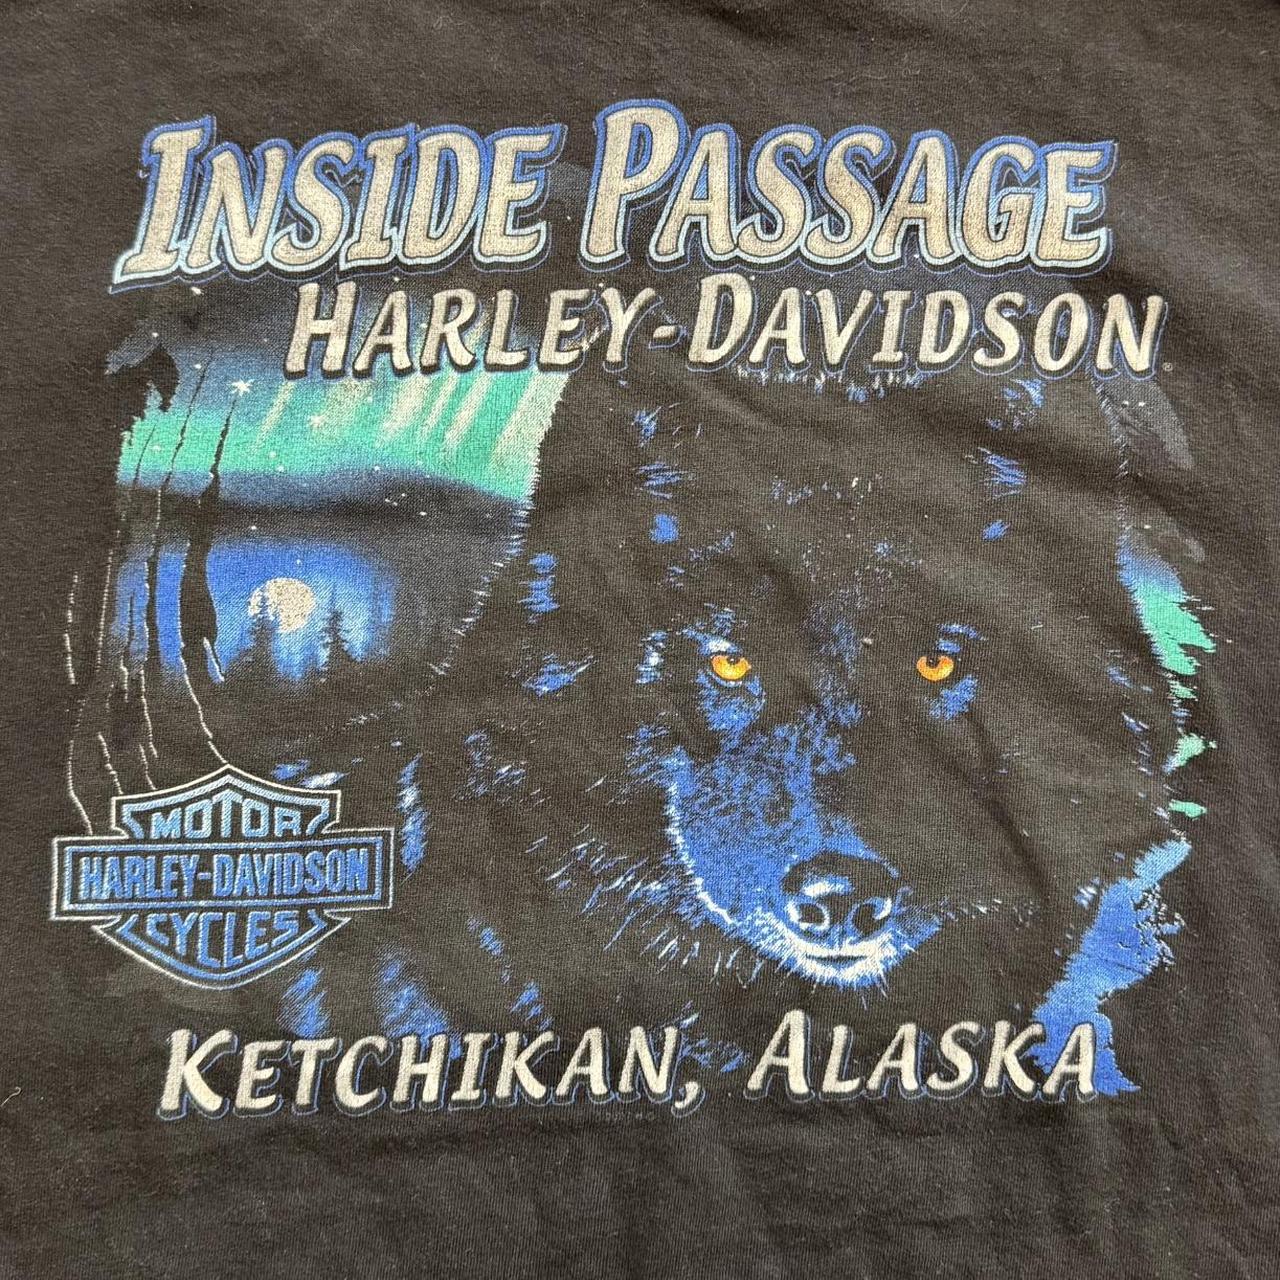 INSIDE PASSAGE
HARLEY-DAVIDSON®
MOTOR
HARLEY-DAVIDSON
CYCLES
KETCHIKAN, ALASKA